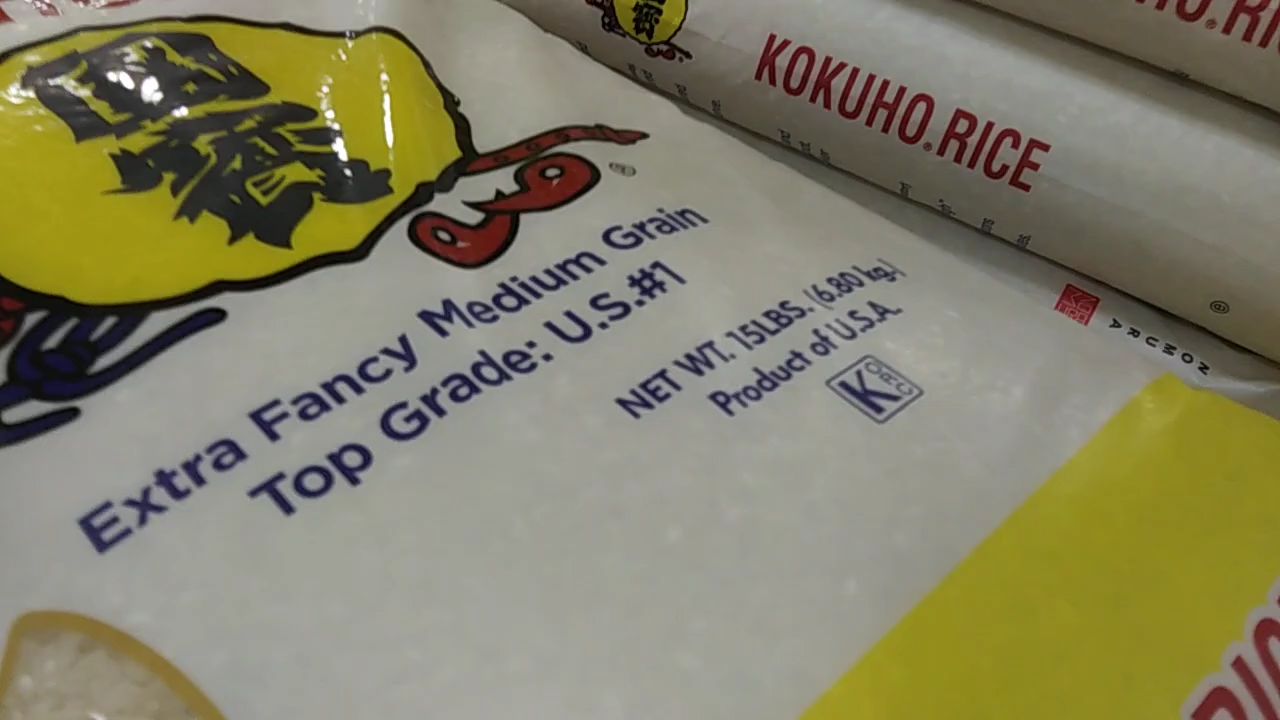 國寶
®
Extra Fancy Medium Grain
Top Grade: U.S.#1
NET WT. 15LBS. (6.80 kg.)
Product of U.S.A.
K
KOKUHO® RICE
NOMURA
®